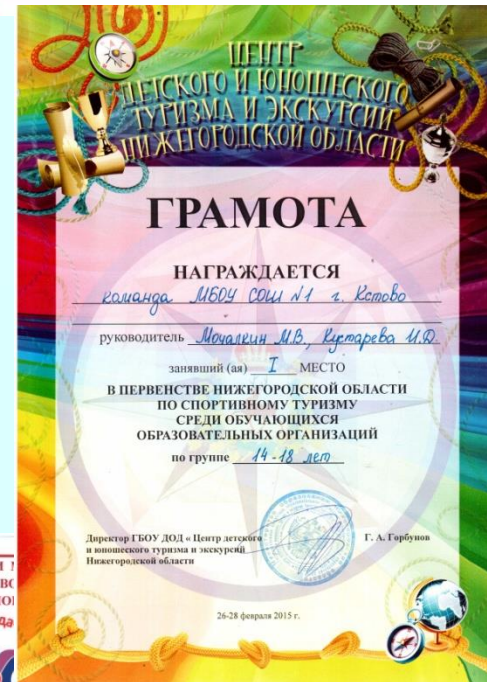 ЦЕНТР
ДЕТСКОГО И ЮНОШЕСКОГО
ТУРИЗМА И ЭКСКУРСИЙ
НИЖЕГОРОДСКОЙ ОБЛАСТИ
ГРАМОТА
НАГРАЖДАЕТСЯ
команда МБОУ СОШ №1 г. Кстово
руководитель Мочалкин М.В., Кустарева И.Ю.
занявший (ая) I МЕСТО
В ПЕРВЕНСТВЕ НИЖЕГОРОДСКОЙ ОБЛАСТИ
ПО СПОРТИВНОМУ ТУРИЗМУ
СРЕДИ ОБУЧАЮЩИХСЯ
ОБРАЗОВАТЕЛЬНЫХ ОРГАНИЗАЦИЙ
по группе 14-18 лет
Директор ГБОУ ДОД « Центр детского
и юношеского туризма и экскурсий
Нижегородской области
Г. А. Горбунов
26-28 февраля 2015 г.